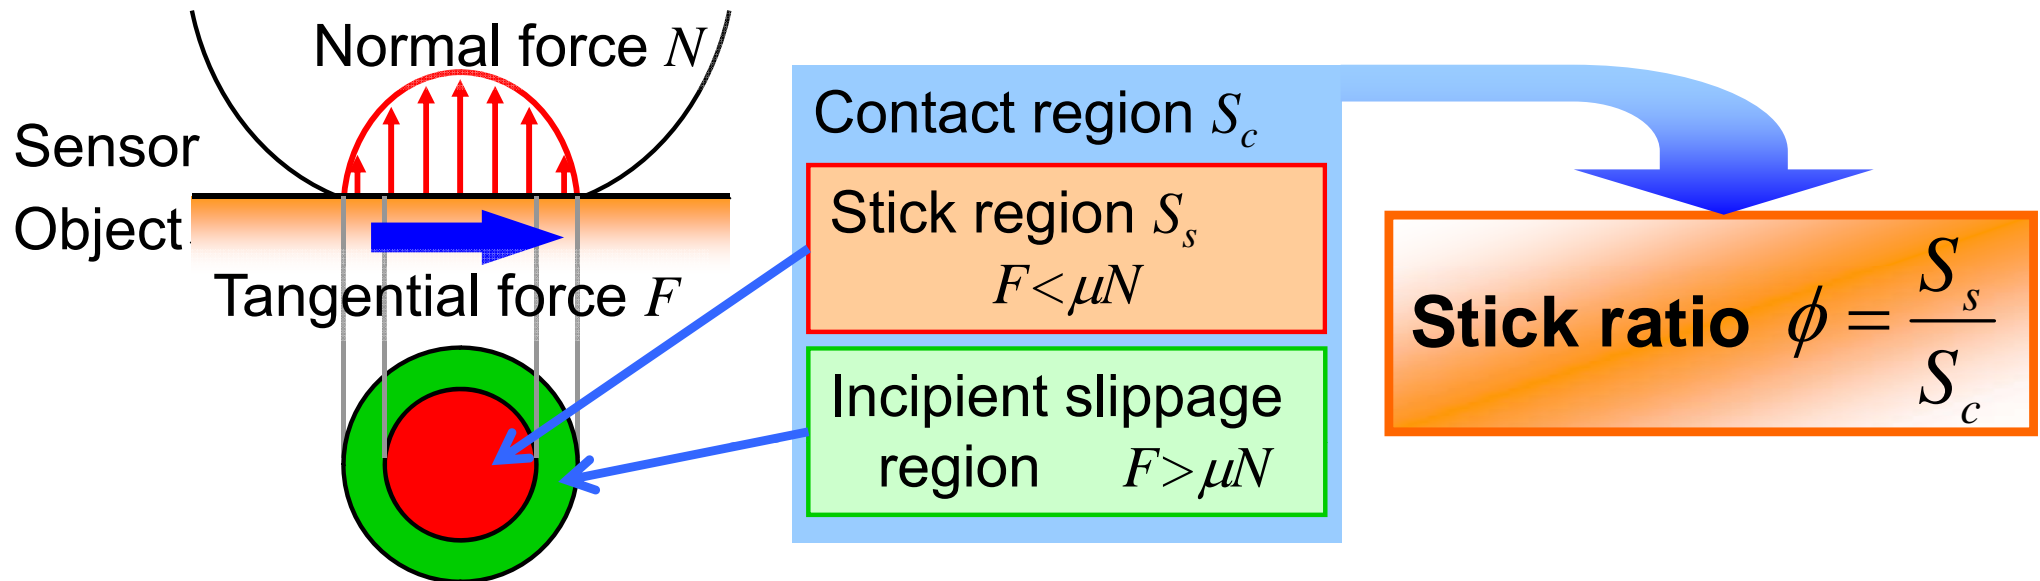 Normal force N
Sensor
Object
Tangential force F
Contact region S_c
Stick region S_s
F < μN
Incipient slippage
region F > μN
Stick ratio ϕ = S_s / S_c